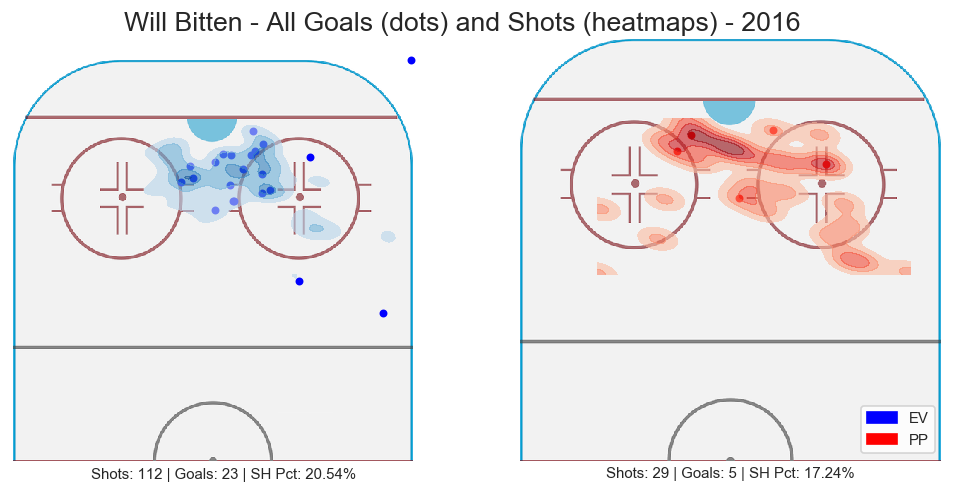 Will Bitten - All Goals (dots) and Shots (heatmaps) - 2016
EV
PP
Shots: 112 | Goals: 23 | SH Pct: 20.54%
Shots: 29 | Goals: 5 | SH Pct: 17.24%